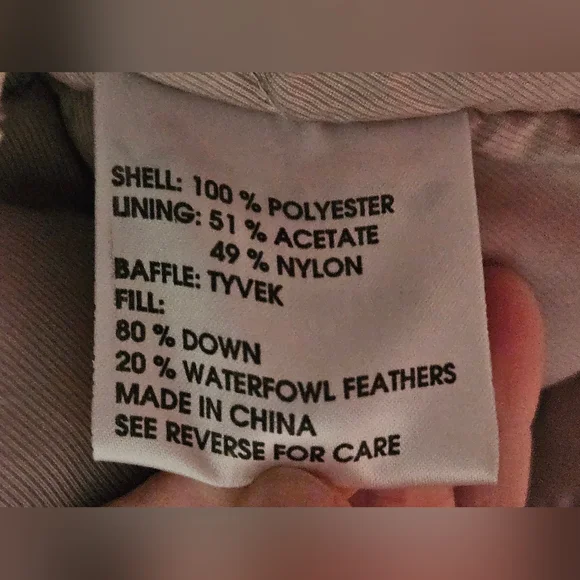 SHELL: 100 % POLYESTER
LINING: 51 % ACETATE
49 % NYLON
BAFFLE: TYVEK
FILL:
80 % DOWN
20 % WATERFOWL FEATHERS
MADE IN CHINA
SEE REVERSE FOR CARE